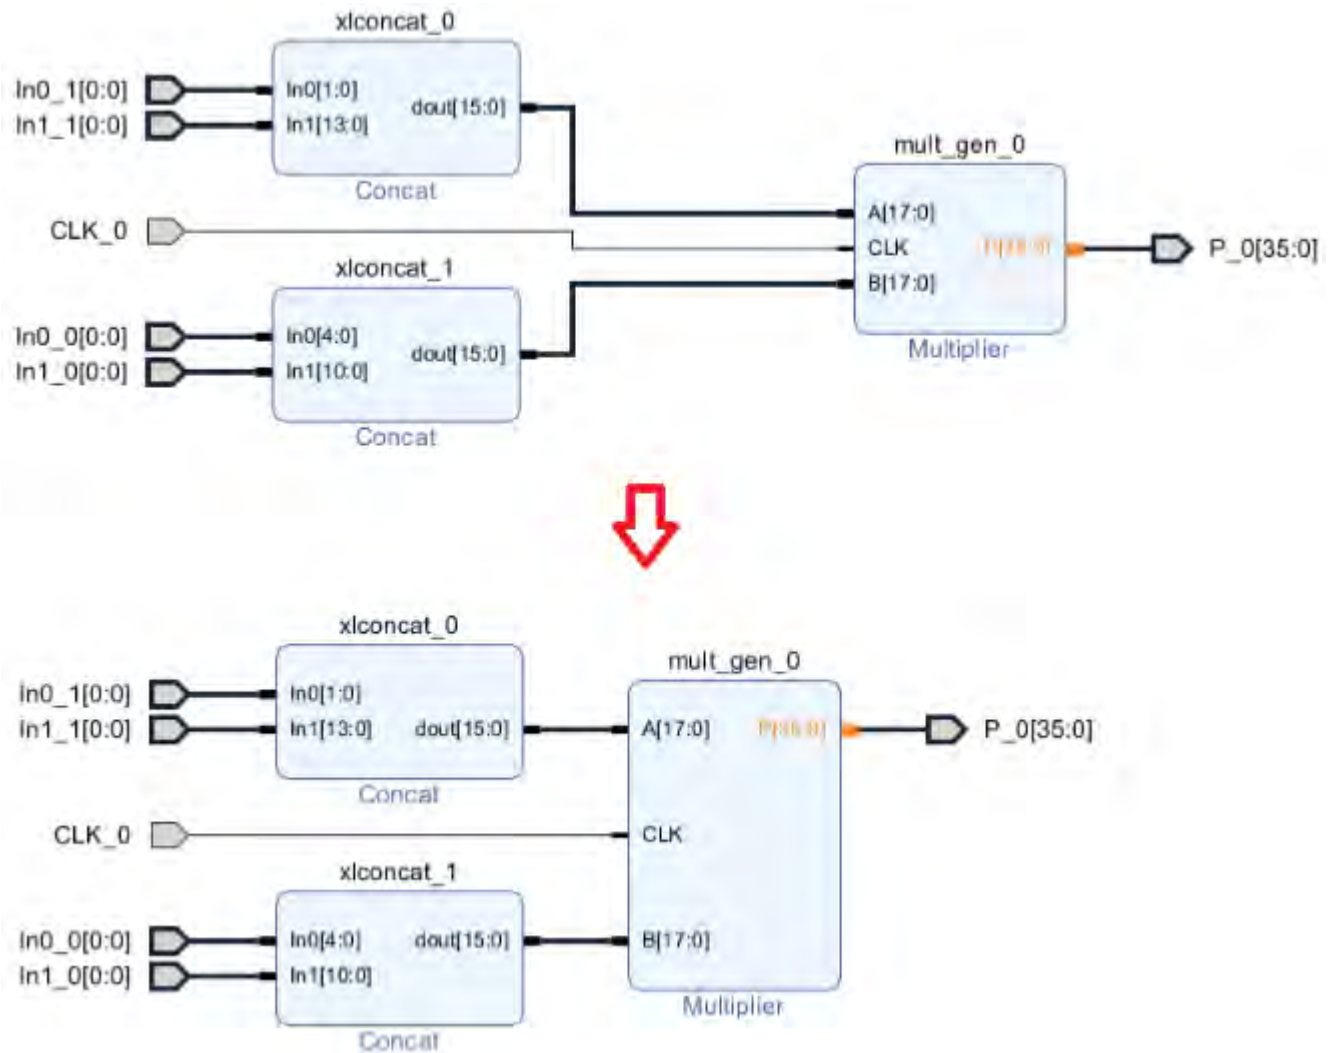 xlconcat_0
In0_1[0:0]
In0[1:0]
dout[15:0]
In1_1[0:0]
In1[13:0]
Concat
mult_gen_0
A[17:0]
CLK_0
CLK
P_0[35:0]
xlconcat_1
B[17:0]
In0_0[0:0]
In0[4:0]
dout[15:0]
Multiplier
In1_0[0:0]
In1[10:0]
Concat
xlconcat_0
mult_gen_0
In0_1[0:0]
In0[1:0]
In1_1[0:0]
In1[13:0]
dout[15:0]
A[17:0]
P[35:0]
P_0[35:0]
Concat
CLK_0
CLK
xlconcat_1
In0_0[0:0]
In0[4:0]
dout[15:0]
B[17:0]
In1_0[0:0]
In1[10:0]
Multiplier
Concat